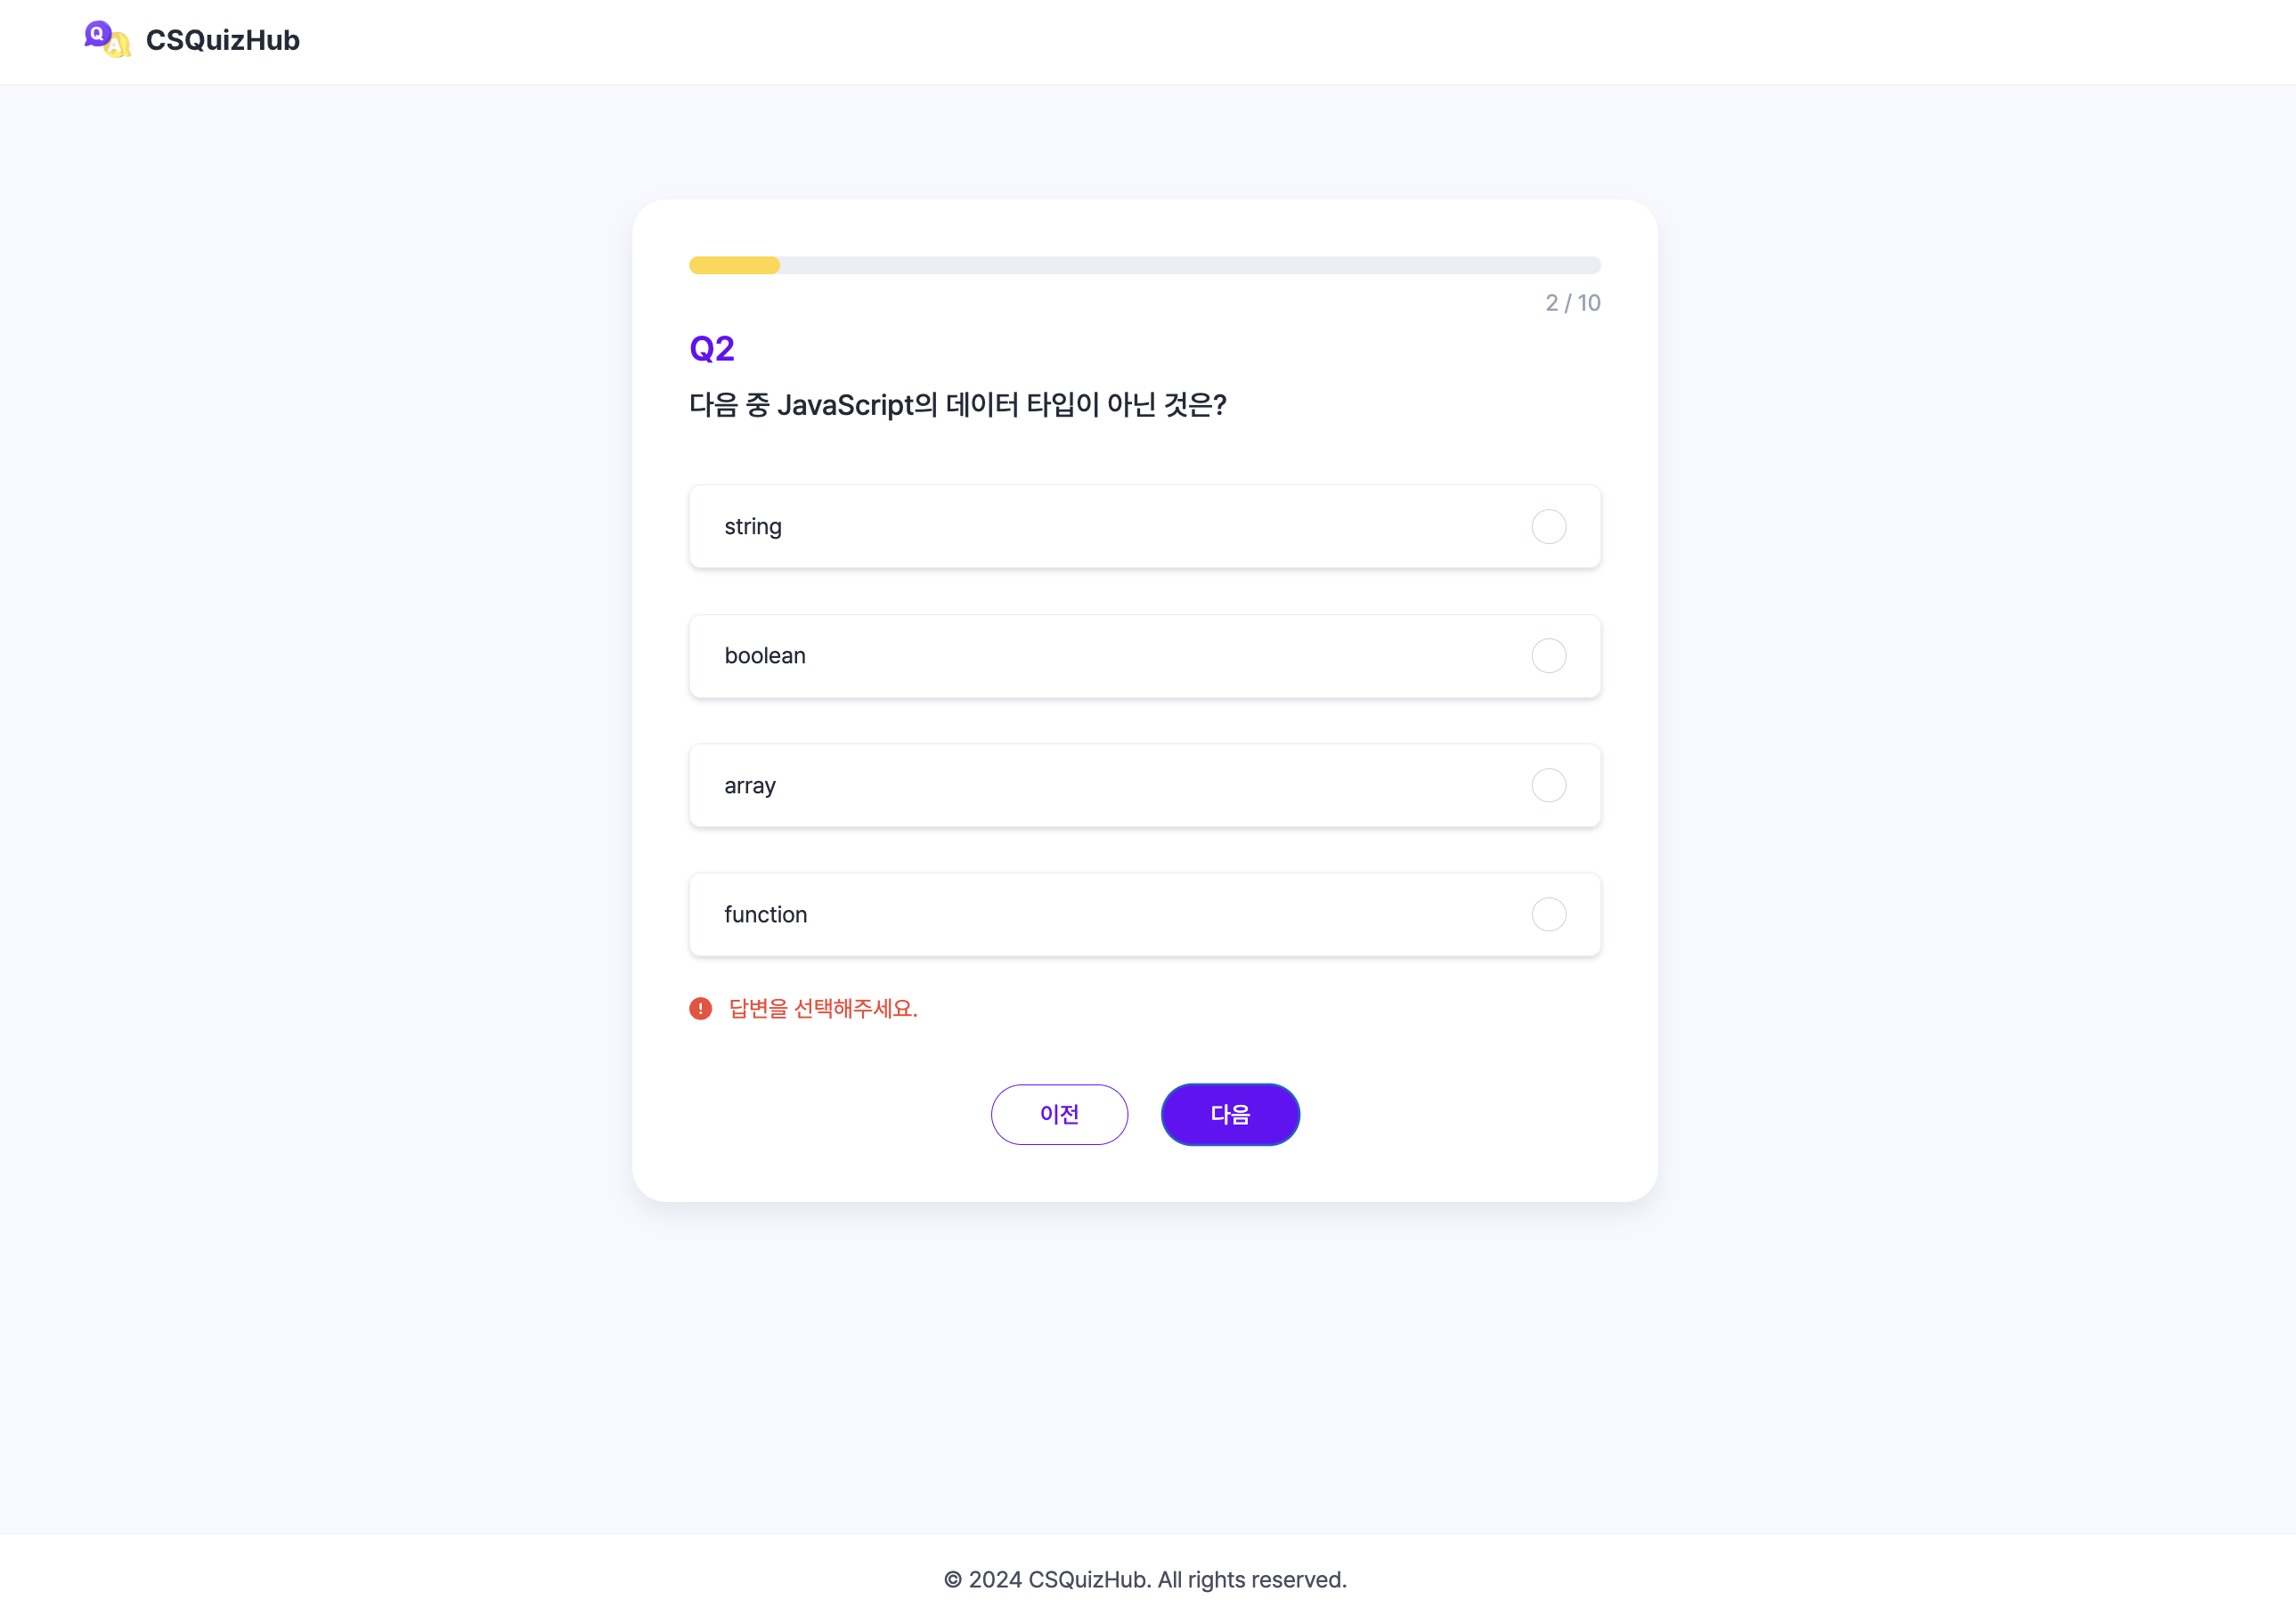 QA CSQuizHub
2 / 10
Q2
다음 중 JavaScript의 데이터 타입이 아닌 것은?
string
boolean
array
function
! 답변을 선택해주세요.
이전 다음
© 2024 CSQuizHub. All rights reserved.